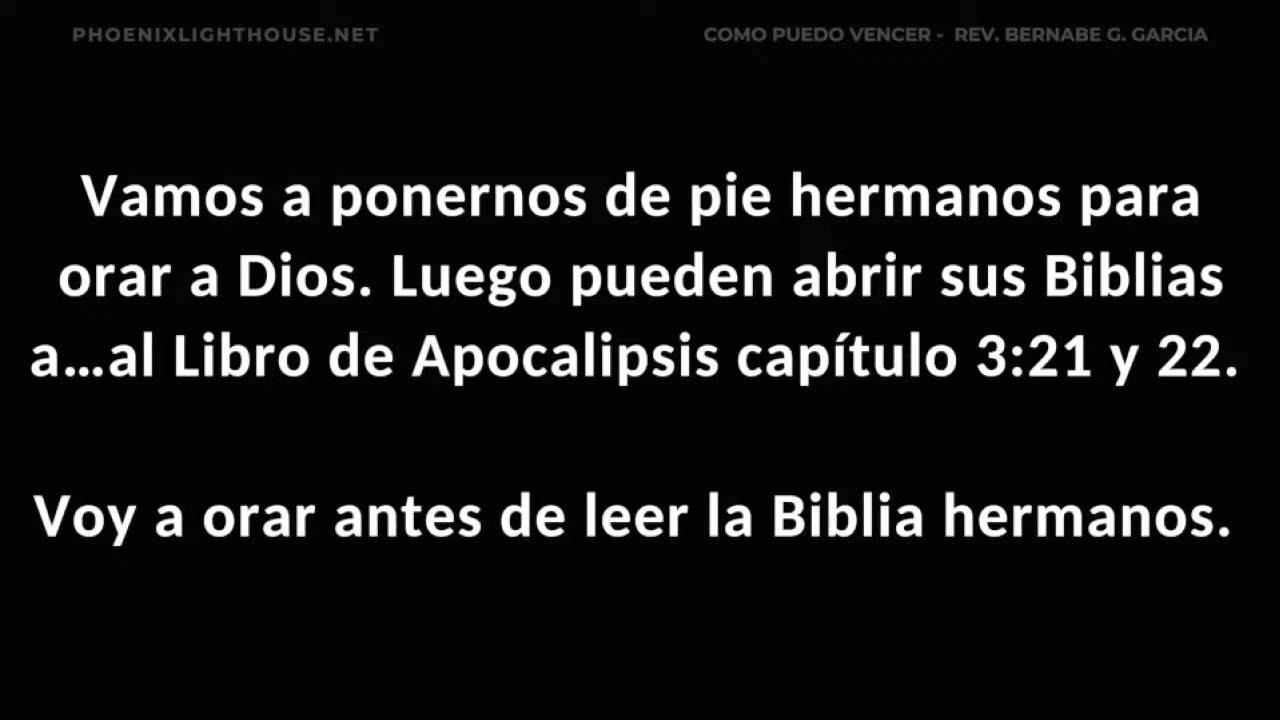 PHOENIXLIGHTHOUSE.NET
COMO PUEDO VENCER - REV. BERNABE G. GARCIA
Vamos a ponernos de pie hermanos para
orar a Dios. Luego pueden abrir sus Biblias
a...al Libro de Apocalipsis capítulo 3:21 y 22.
Voy a orar antes de leer la Biblia hermanos.